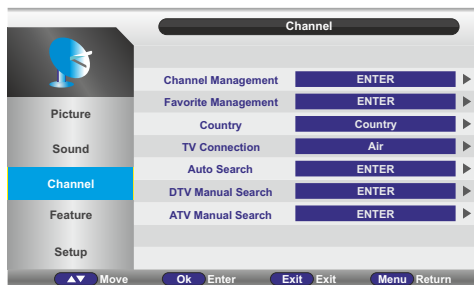 Channel
Channel Management ENTER
Favorite Management ENTER
Picture
Country Country
Sound
TV Connection Air
Auto Search ENTER
Channel
DTV Manual Search ENTER
Feature
ATV Manual Search ENTER
Setup
▲▼ Move Ok Enter Exit Exit Menu Return